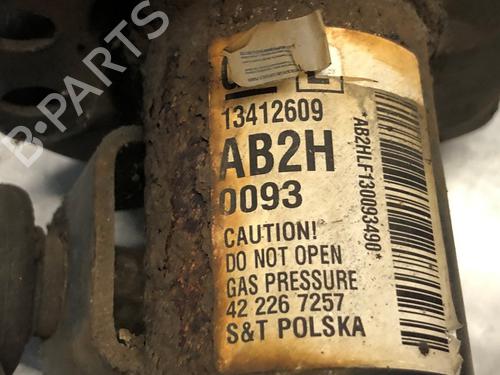 B-PARTS
13412609
AB2H
0093
CAUTION!
DO NOT OPEN
GAS PRESSURE
42 226 7257
S&T POLSKA
*AB2HLF130093490*